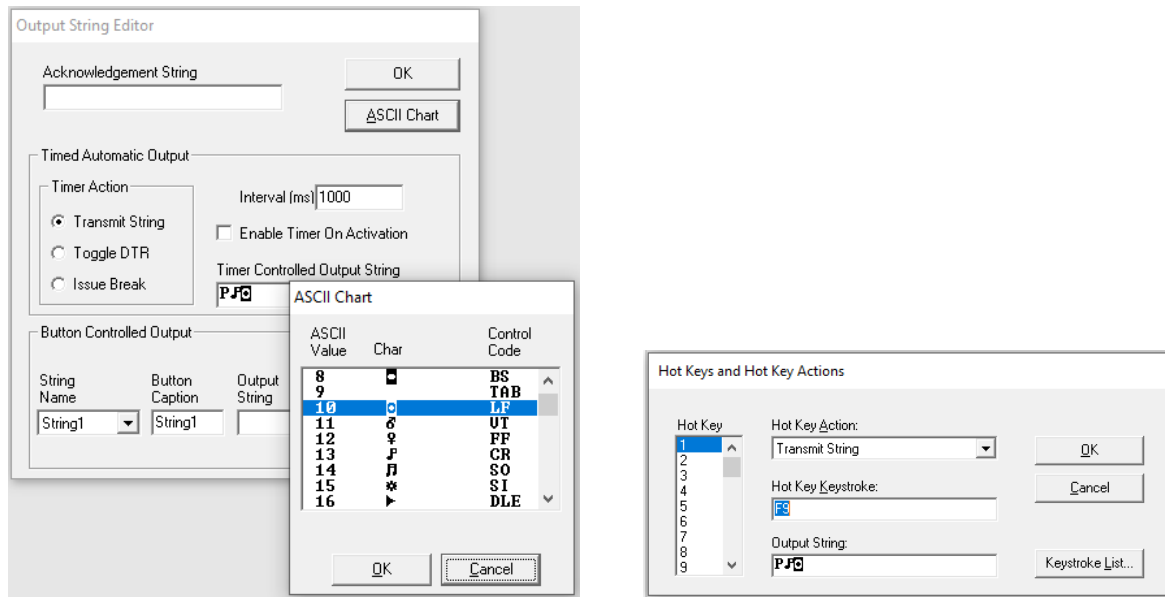 Output String Editor
Acknowledgement String
OK
ASCII Chart
Timed Automatic Output
Timer Action
Transmit String
Toggle DTR
Issue Break
Interval (ms) 1000
Enable Timer On Activation
Timer Controlled Output String
P♪◙
Button Controlled Output
String Name
Button Caption
Output String
String1
String1
ASCII Chart
ASCII Value
Char
Control Code
8 ◘ BS
9 TAB
10 ◙ LF
11 ♂ VT
12 ♀ FF
13 ♪ CR
14 ♫ SO
15 ☼ SI
16 ► DLE
OK
Cancel
Hot Keys and Hot Key Actions
Hot Key
1
2
3
4
5
6
7
8
9
Hot Key Action:
Transmit String
Hot Key Keystroke:
F9
Output String:
P♪◙
OK
Cancel
Keystroke List...